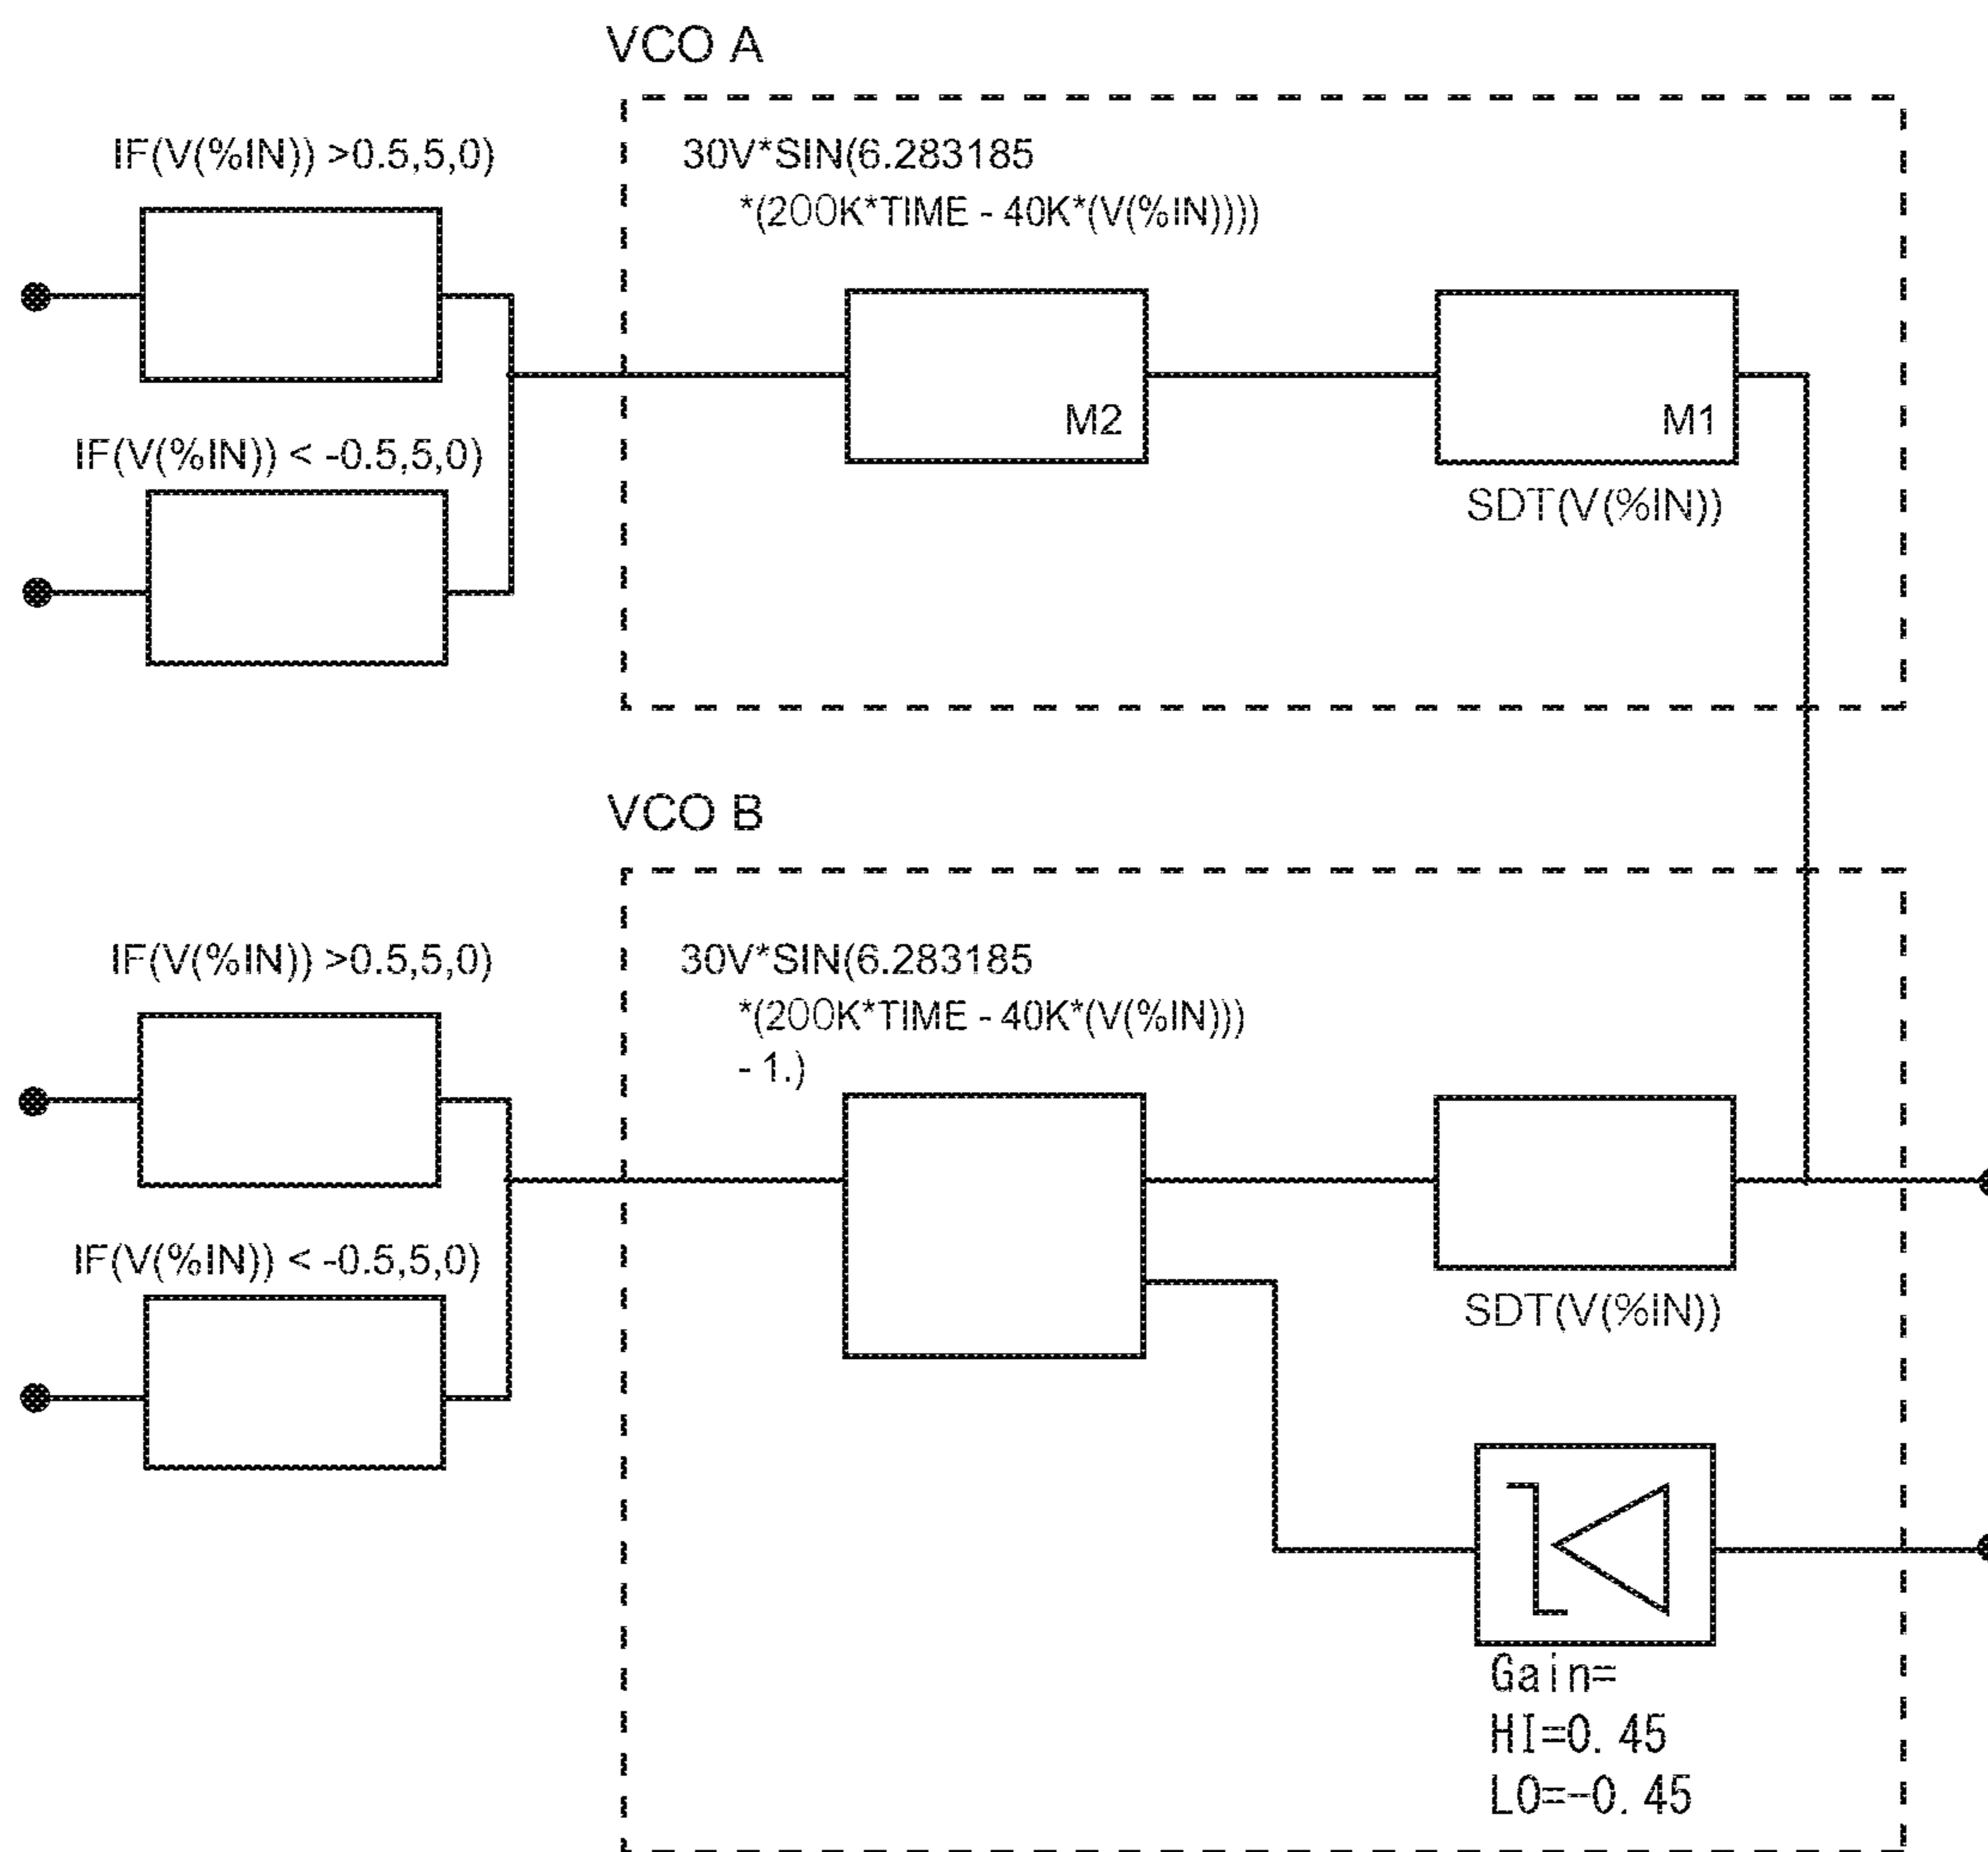 VCO A
IF(V(%IN)) >0.5,5,0)
30V*SIN(6.283185
*(200K*TIME - 40K*(V(%IN))))
IF(V(%IN)) < -0.5,5,0)
M2
M1
SDT(V(%IN))
VCO B
IF(V(%IN)) >0.5,5,0)
30V*SIN(6.283185
*(200K*TIME - 40K*(V(%IN)))
- 1.)
IF(V(%IN)) < -0.5,5,0)
SDT(V(%IN))
Gain=
HI=0.45
LO=-0.45